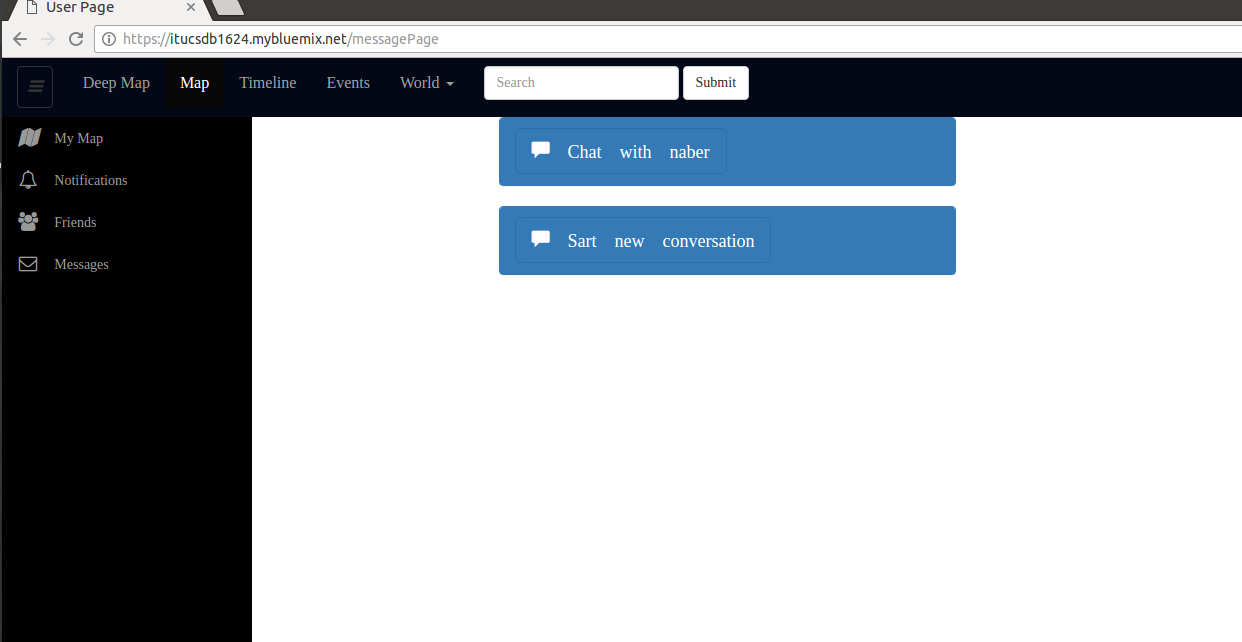 User Page
https://itucsdb1624.mybluemix.net/messagePage
Deep Map Map Timeline Events World Search Submit
My Map
Notifications
Friends
Messages
Chat with naber
Sart new conversation